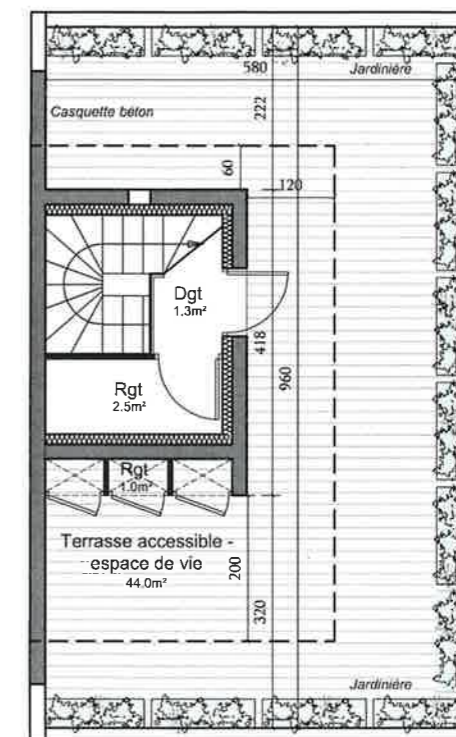 580
Jardinière
222
Casquette béton
60
120
Dgt
1,3m²
418
960
Rgt
2.5m²
Rgt
1.0m²
Terrasse accessible -
espace de vie
44.0m²
200
320
Jardinière